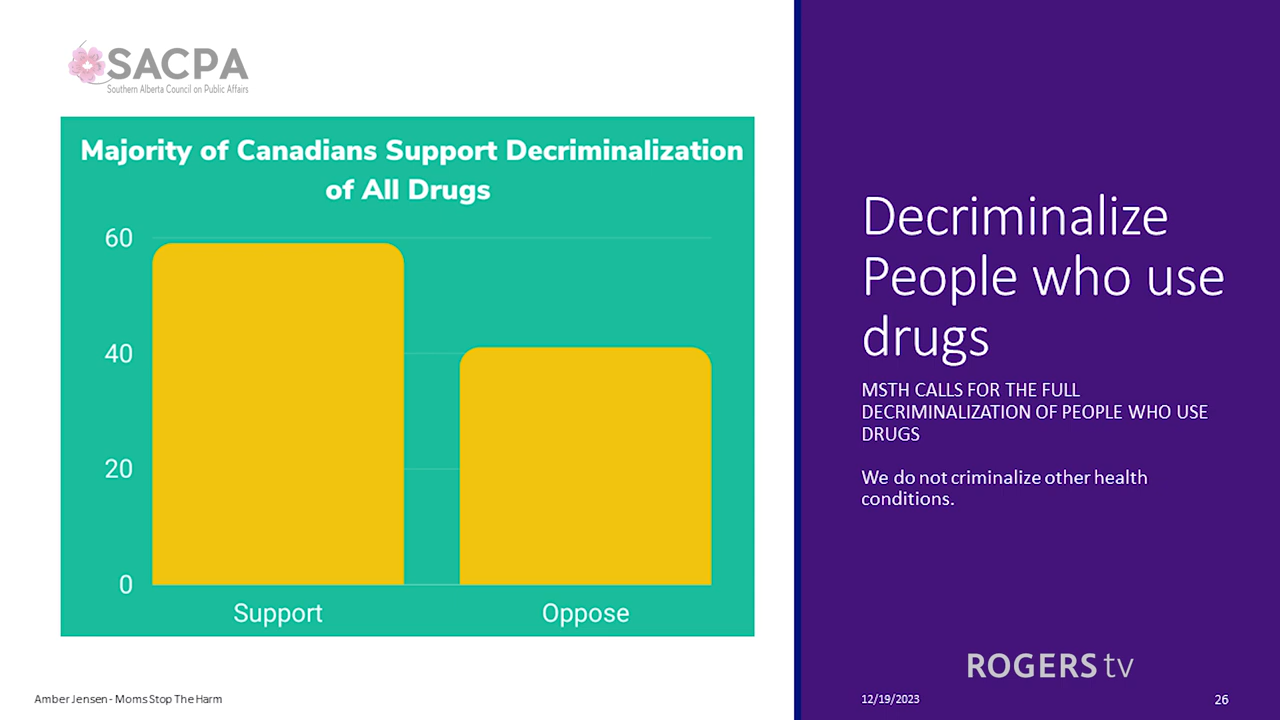 SACPA
Southern Alberta Council on Public Affairs
Majority of Canadians Support Decriminalization
of All Drugs
60
40
20
0
Support
Oppose
Decriminalize
People who use
drugs
MSTH CALLS FOR THE FULL
DECRIMINALIZATION OF PEOPLE WHO USE
DRUGS
We do not criminalize other health
conditions.
ROGERS tv
Amber Jensen - Moms Stop The Harm
12/19/2023
26